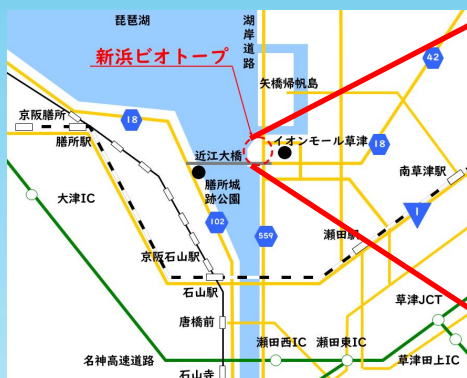 琵琶湖
湖岸道路
新浜ビオトープ
矢橋帰帆島
42
京阪膳所
膳所駅
18
イオンモール草津
18
近江大橋
膳所城
跡公園
南草津駅
大津IC
102
559
1
瀬田駅
京阪石山駅
石山駅
唐橋前
瀬田西IC
瀬田東IC
草津JCT
名神高速道路
草津田上IC
石山寺